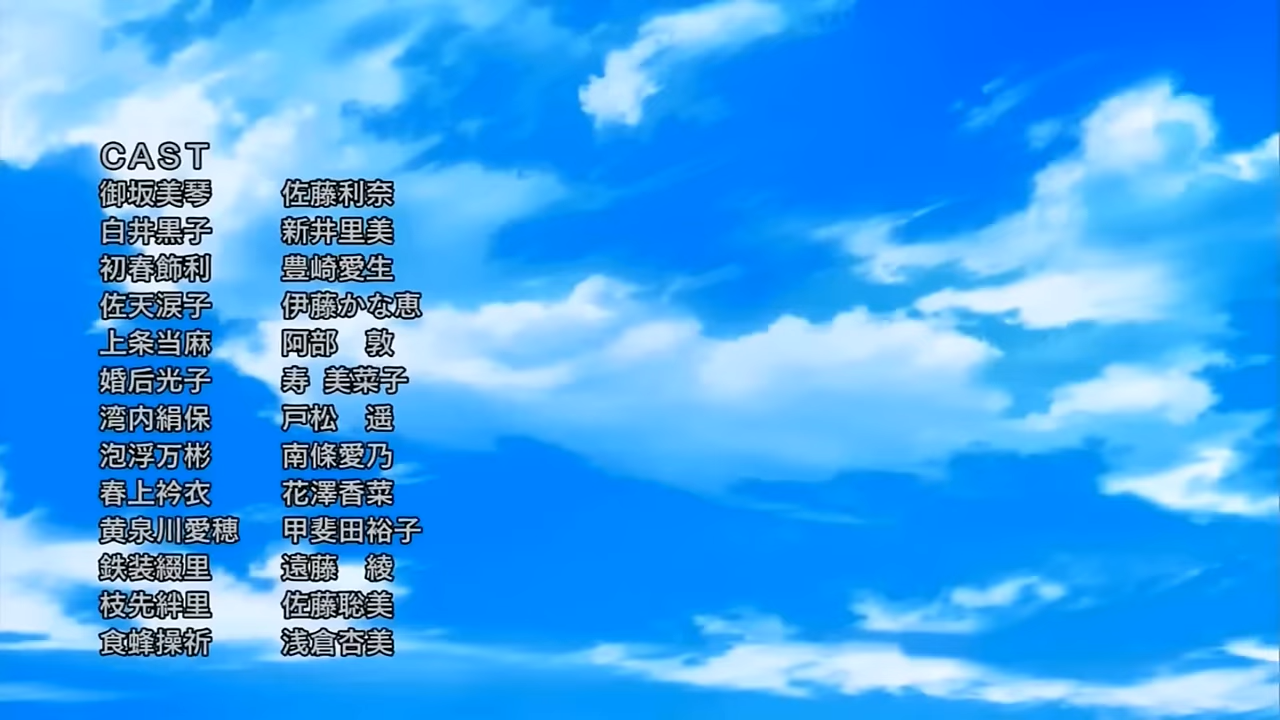 CAST
御坂美琴 佐藤利奈
白井黒子 新井里美
初春飾利 豊崎愛生
佐天涙子 伊藤かな恵
上条当麻 阿部 敦
婚后光子 寿 美菜子
湾内絹保 戸松 遥
泡浮万彬 南條愛乃
春上衿衣 花澤香菜
黄泉川愛穂 甲斐田裕子
鉄装綴里 遠藤 綾
枝先絆里 佐藤聡美
食蜂操祈 浅倉杏美